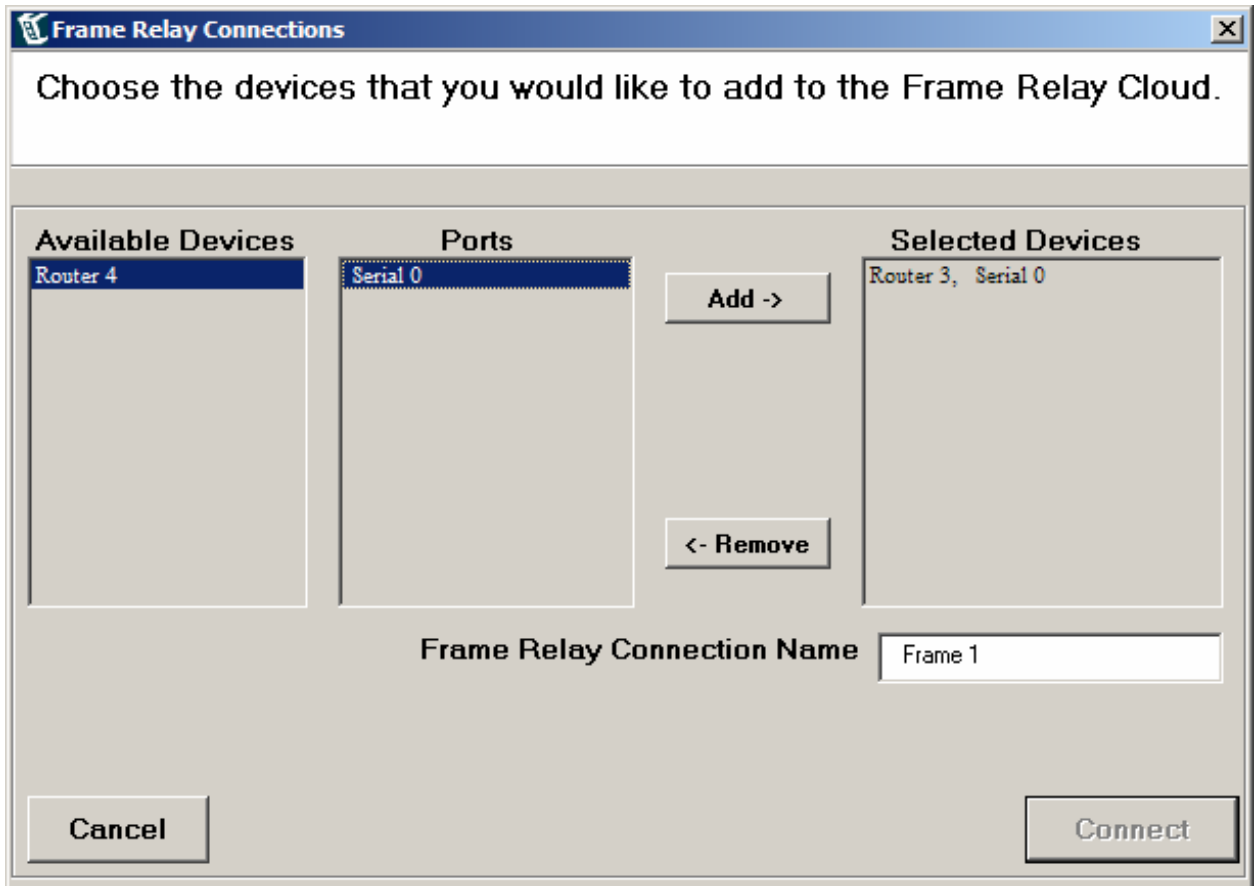 Frame Relay Connections
Choose the devices that you would like to add to the Frame Relay Cloud.
Available Devices
Ports
Selected Devices
Router 4
Serial 0
Router 3, Serial 0
Add ->
<- Remove
Frame Relay Connection Name
Frame 1
Cancel
Connect